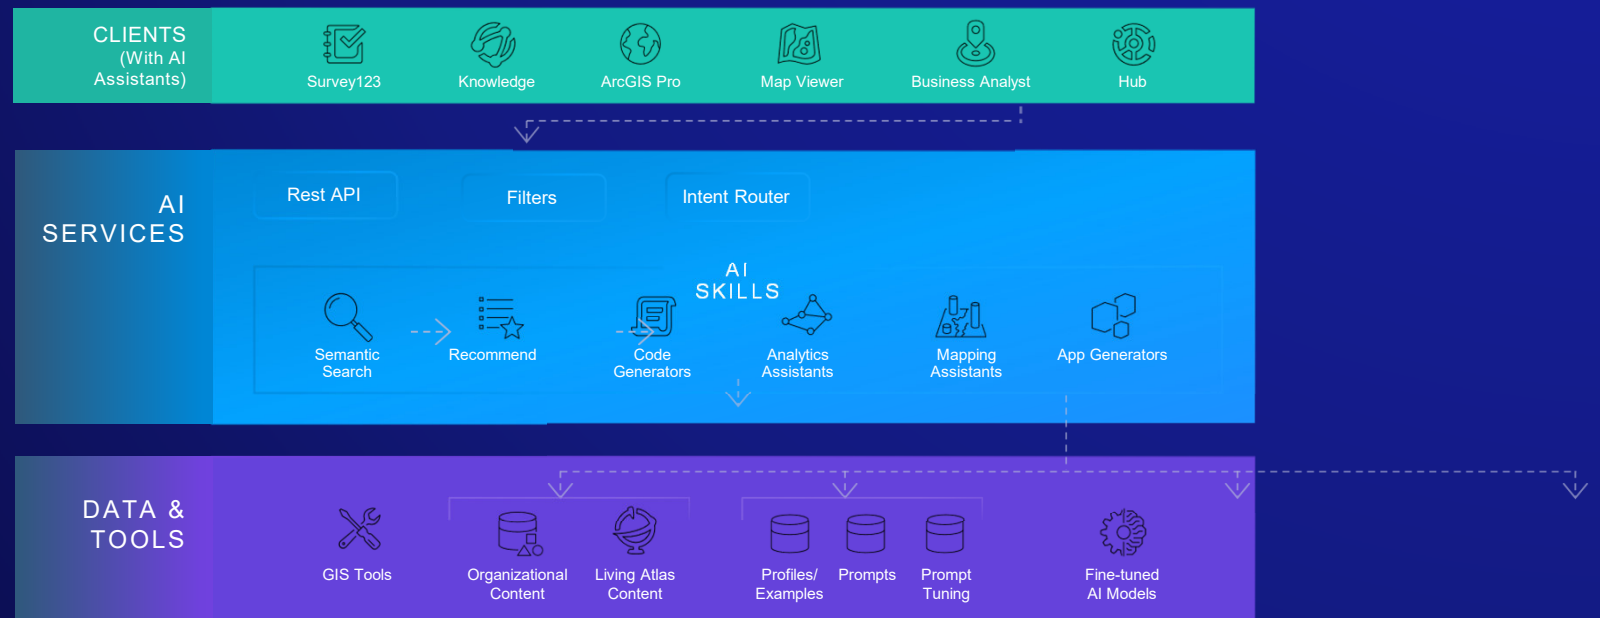 CLIENTS
(With AI
Assistants)
Survey123
Knowledge
ArcGIS Pro
Map Viewer
Business Analyst
Hub
AI
SERVICES
Rest API
Filters
Intent Router
AI
SKILLS
Semantic
Search
Recommend
Code
Generators
Analytics
Assistants
Mapping
Assistants
App Generators
DATA &
TOOLS
GIS Tools
Organizational
Content
Living Atlas
Content
Profiles/
Examples
Prompts
Prompt
Tuning
Fine-tuned
AI Models